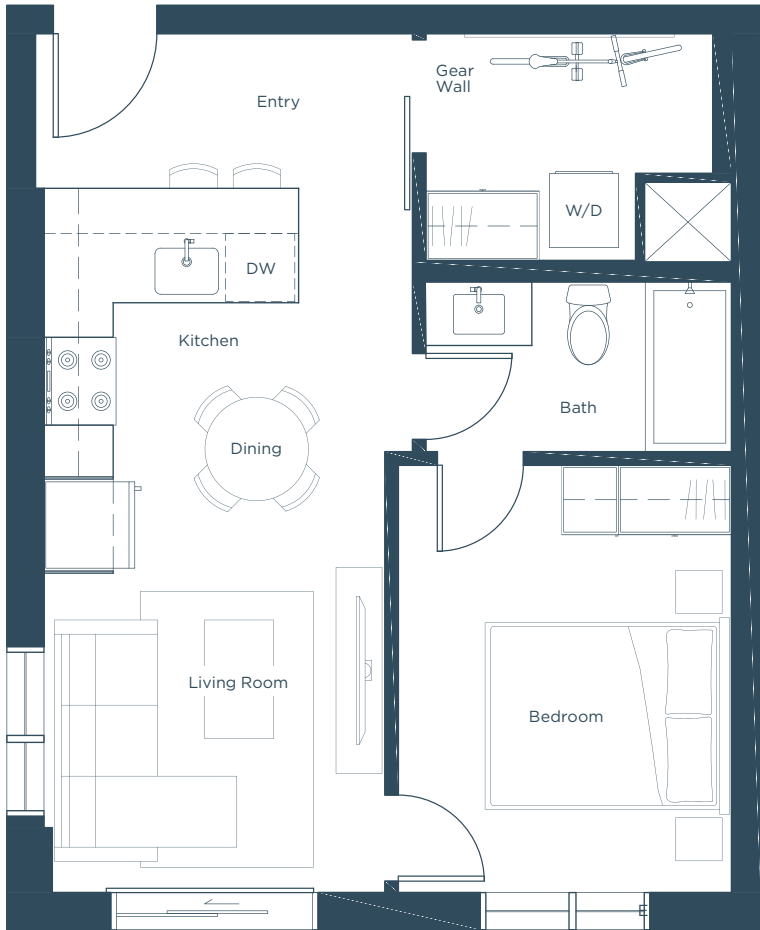 Gear
Wall
Entry
W/D
DW
Kitchen
Bath
Dining
Living Room
Bedroom